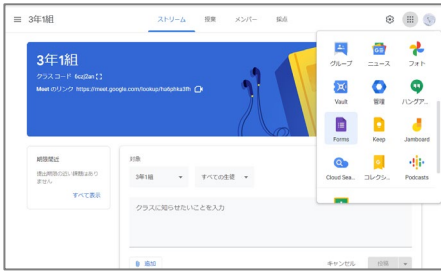 3年1組
ストリーム 授業 メンバー 採点
3年1組
クラス コード 6cqj2an
Meet のリンク https://meet.google.com/lookup/ha6phka3fh
グループ ニュース フォト
Vault 管理 ハングア...
Forms Keep Jamboard
Cloud Sea... コレクシ... Podcasts
期限間近
提出期限の近い課題はあり
ません
すべて表示
対象
3年1組 すべての生徒
クラスに知らせたいことを入力
追加
キャンセル 投稿